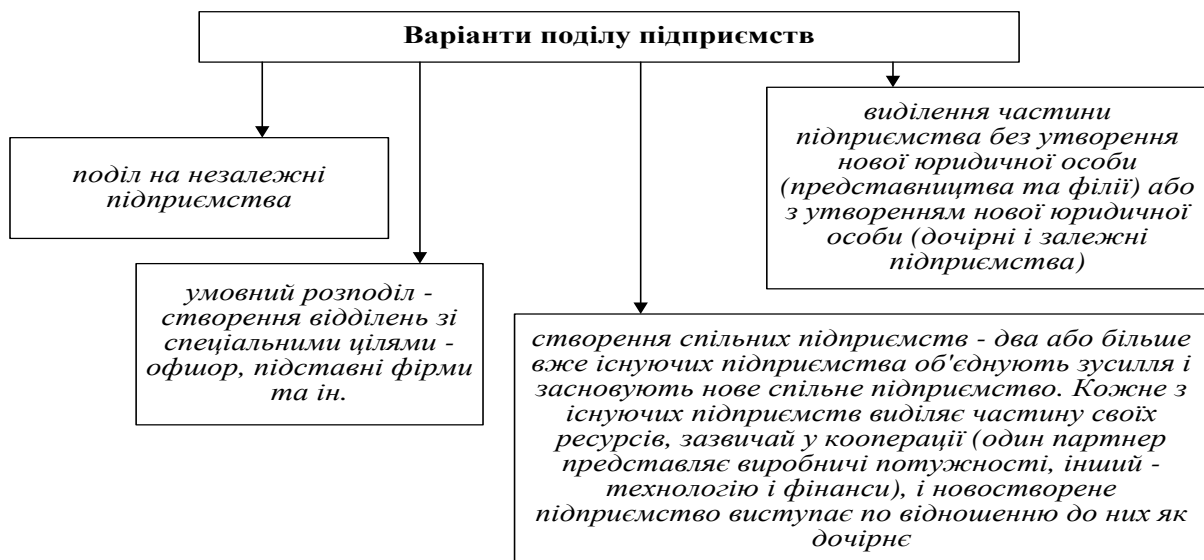 Варіанти поділу підприємств
поділ на незалежні
підприємства
умовний розподіл -
створення відділень зі
спеціальними цілями -
офшор, підставні фірми
та ін.
створення спільних підприємств - два або більше
вже існуючих підприємства об'єднують зусилля і
засновують нове спільне підприємство. Кожне з
існуючих підприємств виділяє частину своїх
ресурсів, зазвичай у кооперації (один партнер
представляє виробничі потужності, інший -
технологію і фінанси), і новостворене
підприємство виступає по відношенню до них як
дочірнє
виділення частини
підприємства без утворення
нової юридичної особи
(представництва та філії) або
з утворенням нової юридичної
особи (дочірні і залежні
підприємства)